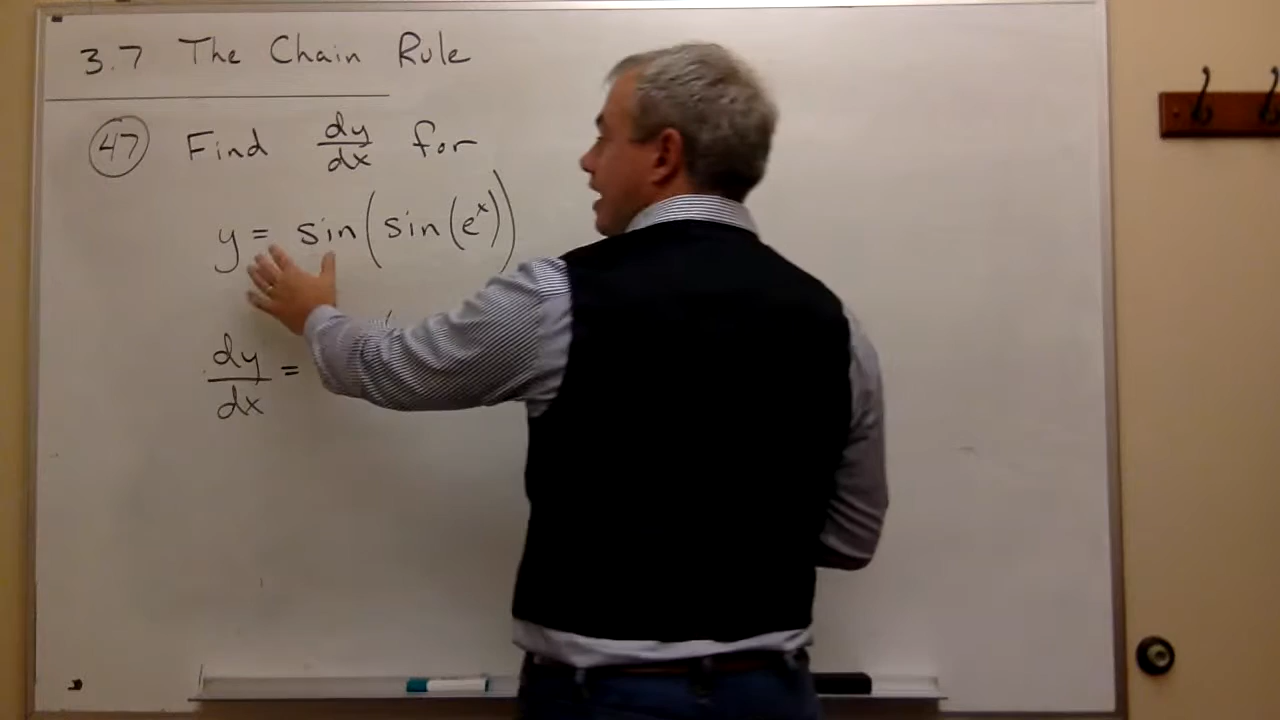 3.7 The Chain Rule
47 Find dy/dx for
y = sin(sin(e^x))
dy/dx =